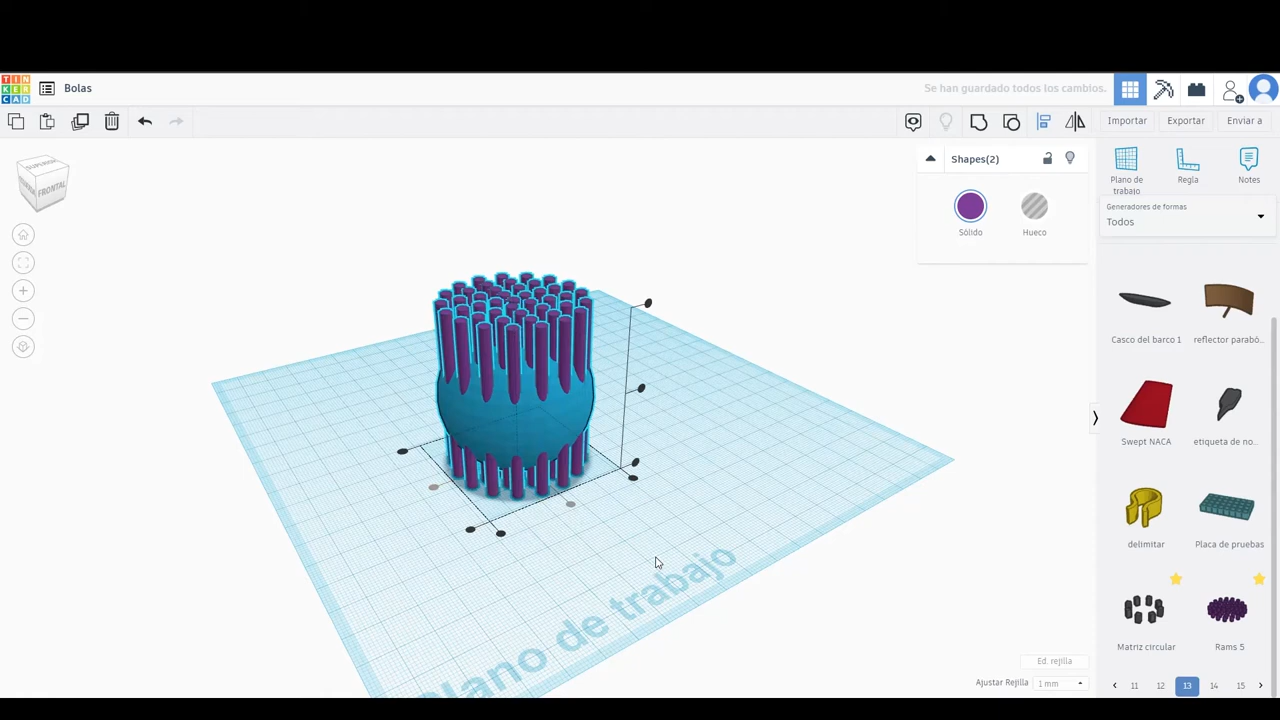 TIN
KER
CAD
Bolas
Se han guardado todos los cambios.
Importar
Exportar
Enviar a
SUPERIOR
FRONTAL
Shapes(2)
Sólido
Hueco
Plano de
trabajo
Regla
Notes
Generadores de formas
Todos
Casco del barco 1
reflector parabó...
Swept NACA
etiqueta de no...
delimitar
Placa de pruebas
Matriz circular
Rams 5
Plano de trabajo
Ed. rejilla
Ajustar Rejilla
1 mm
11
12
13
14
15